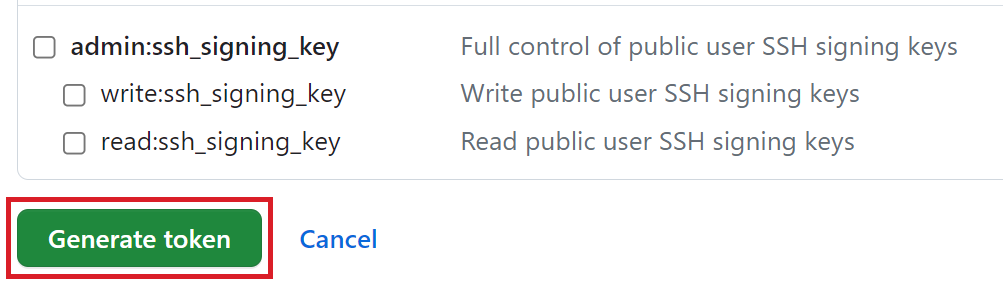 admin:ssh_signing_key Full control of public user SSH signing keys
write:ssh_signing_key Write public user SSH signing keys
read:ssh_signing_key Read public user SSH signing keys
Generate token Cancel